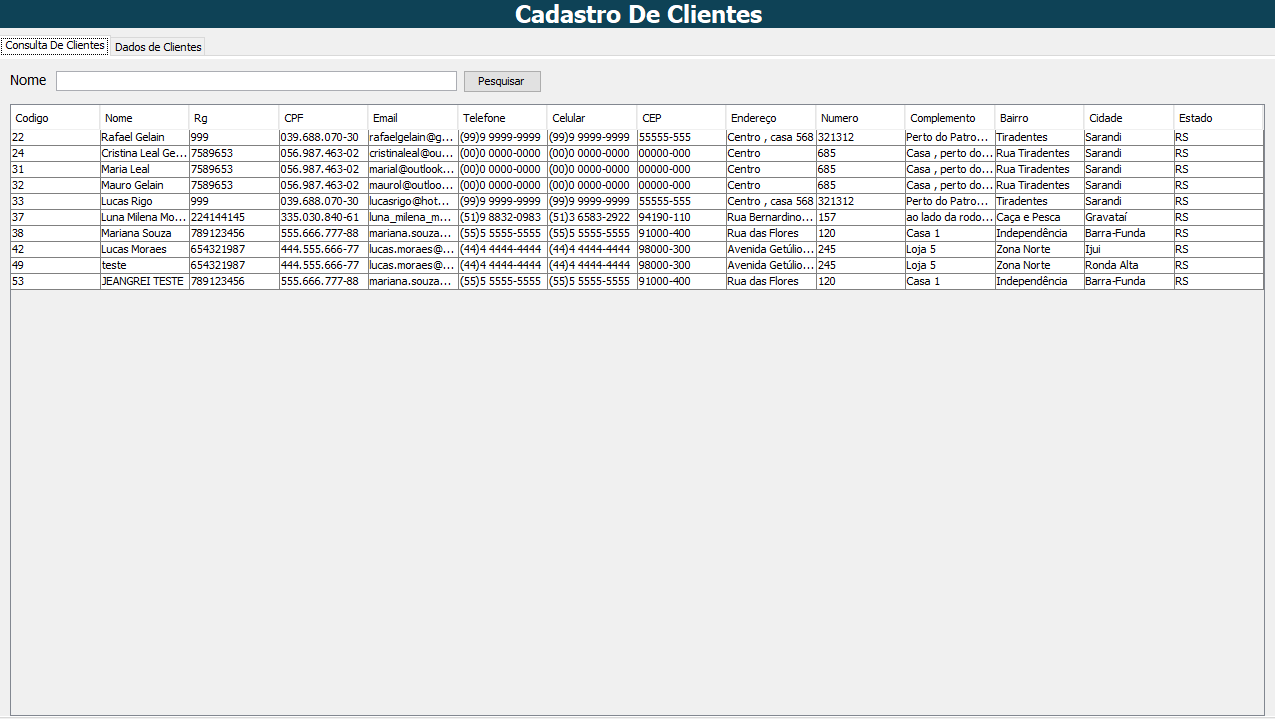 Cadastro De Clientes
Consulta De Clientes Dados de Clientes
Nome Pesquisar
Codigo Nome Rg CPF Email Telefone Celular CEP Endereço Numero Complemento Bairro Cidade Estado
22 Rafael Gelain 999 039.688.070-30 rafaelgelain@g... (99)9 9999-9999 (99)9 9999-9999 55555-555 Centro , casa 568 321312 Perto do Patro... Tiradentes Sarandi RS
24 Cristina Leal Ge... 7589653 056.987.463-02 cristinaleal@ou... (00)0 0000-0000 (00)0 0000-0000 00000-000 Centro 685 Casa , perto do... Rua Tiradentes Sarandi RS
31 Maria Leal 7589653 056.987.463-02 marial@outlook... (00)0 0000-0000 (00)0 0000-0000 00000-000 Centro 685 Casa , perto do... Rua Tiradentes Sarandi RS
32 Mauro Gelain 7589653 056.987.463-02 maurol@outloo... (00)0 0000-0000 (00)0 0000-0000 00000-000 Centro 685 Casa , perto do... Rua Tiradentes Sarandi RS
33 Lucas Rigo 999 039.688.070-30 lucasrigo@hot... (99)9 9999-9999 (99)9 9999-9999 55555-555 Centro , casa 568 321312 Perto do Patro... Tiradentes Sarandi RS
37 Luna Milena Mo... 224144145 335.030.840-61 luna_milena_m... (51)9 8832-0983 (51)3 6583-2922 94190-110 Rua Bernardino... 157 ao lado da rodo... Caça e Pesca Gravataí RS
38 Mariana Souza 789123456 555.666.777-88 mariana.souza... (55)5 5555-5555 (55)5 5555-5555 91000-400 Rua das Flores 120 Casa 1 Independência Barra-Funda RS
42 Lucas Moraes 654321987 444.555.666-77 lucas.moraes@... (44)4 4444-4444 (44)4 4444-4444 98000-300 Avenida Getúlio... 245 Loja 5 Zona Norte Ijui RS
49 teste 654321987 444.555.666-77 lucas.moraes@... (44)4 4444-4444 (44)4 4444-4444 98000-300 Avenida Getúlio... 245 Loja 5 Zona Norte Ronda Alta RS
53 JEANGREI TESTE 789123456 555.666.777-88 mariana.souza... (55)5 5555-5555 (55)5 5555-5555 91000-400 Rua das Flores 120 Casa 1 Independência Barra-Funda RS